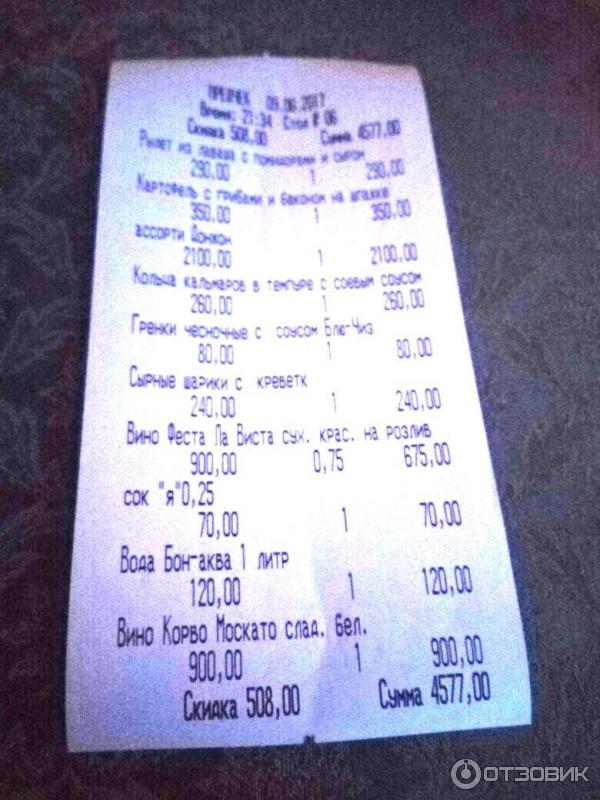 ПРЕДЧЕК 09.06.2017
Время: 21:34 Стол # 06
Скидка 508,00 Сумма 4577,00
Рулет из лаваша с помидорами и сыром
290,00 1 290,00
Картофель с грибами и беконом на шпажке
350,00 1 350,00
ассорти Донжон
2100,00 1 2100,00
Кольца кальмаров в темпуре с соевым соусом
260,00 1 260,00
Гренки чесночные с соусом Блю-Чиз
80,00 1 80,00
Сырные шарики с креветк
240,00 1 240,00
Вино Феста Ла Виста сух. крас. на розлив
900,00 0,75 675,00
сок "я"0,25
70,00 1 70,00
Вода Бон-аква 1 литр
120,00 1 120,00
Вино Корво Москато слад. бел.
900,00 1 900,00
Скидка 508,00 Сумма 4577,00
ОТЗОВИК